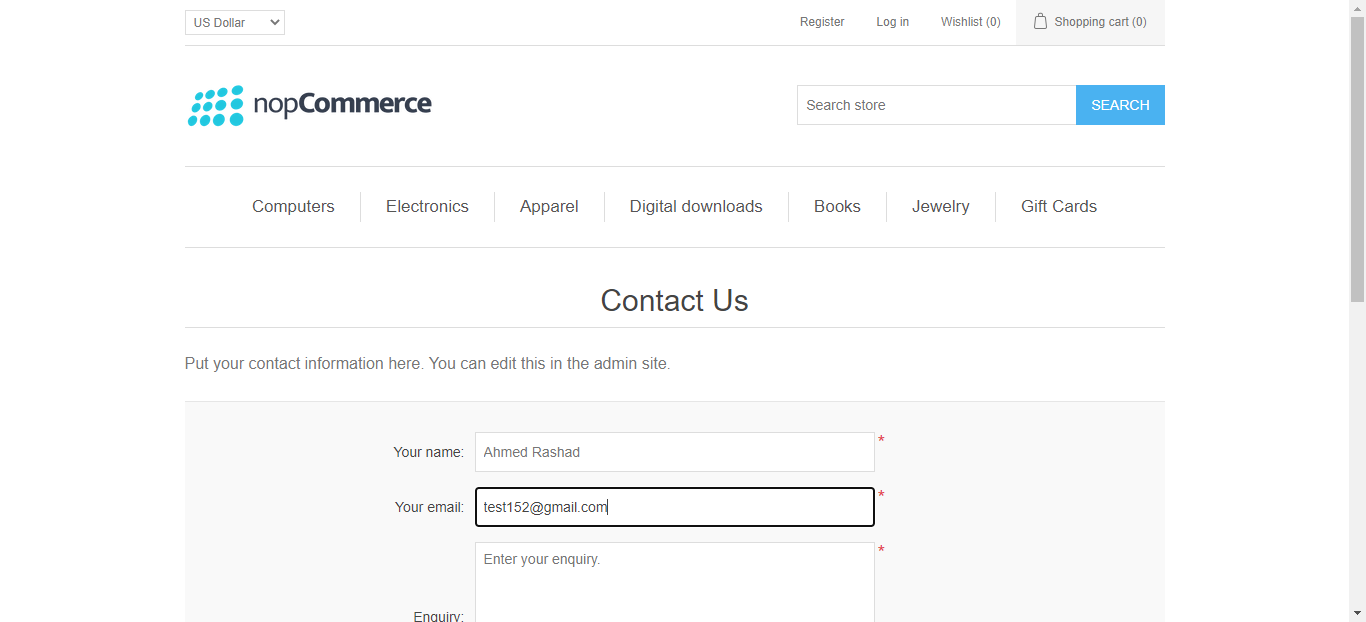 US Dollar Register Log in Wishlist (0) Shopping cart (0)
nopCommerce Search store SEARCH
Computers Electronics Apparel Digital downloads Books Jewelry Gift Cards
Contact Us
Put your contact information here. You can edit this in the admin site.
Your name: Ahmed Rashad *
Your email: test152@gmail.com *
Enter your enquiry. *
Enquiry: